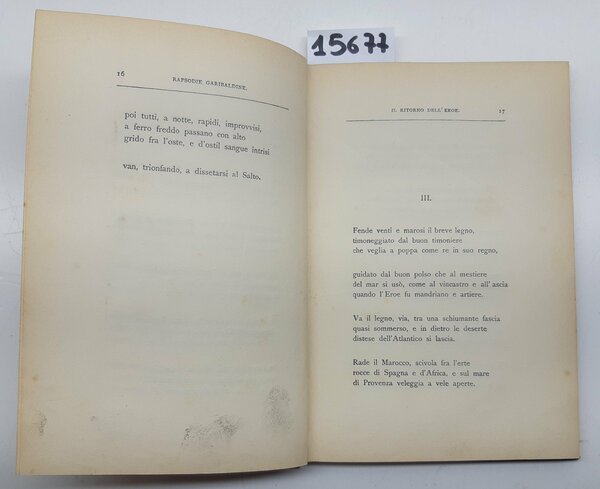 15677
16
RAPSODIE GARIBALDINE.
poi tutti, a notte, rapidi, improvvisi,
a ferro freddo passano con alto
grido fra l'oste, e d'ostil sangue intrisi
van, trionfando, a dissetarsi al Salto.
IL RITORNO DELL'EROE.
17
III.
Fende venti e marosi il breve legno,
timoneggiato dal buon timoniere
che veglia a poppa come re in suo regno,
guidato dal buon polso che al mestiere
del mar si usò, come al vincastro e all'ascia
quando l'Eroe fu mandriano e artiere.
Va il legno, via, tra una schiumante fascia
quasi sommerso, e in dietro le deserte
distese dell'Atlantico si lascia.
Rade il Marocco, scivola fra l'erte
rocce di Spagna e d'Africa, e sul mare
di Provenza veleggia a vele aperte.